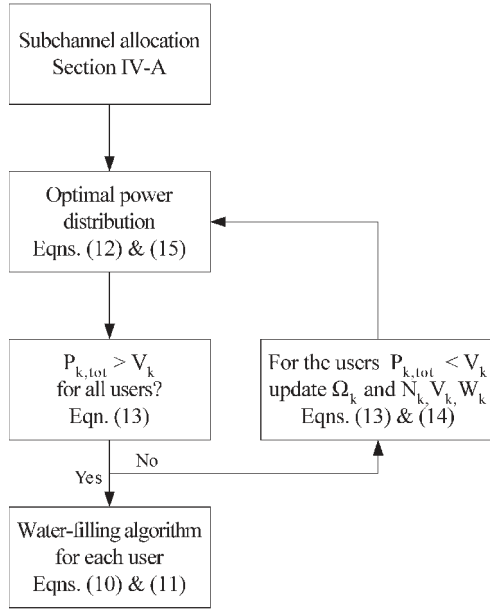 Subchannel allocation
Section IV-A
Optimal power
distribution
Eqns. (12) & (15)
P_{k,tot} > V_k
for all users?
Eqn. (13)
For the users P_{k,tot} < V_k
update Ω_k and N_k, V_k, W_k
Eqns. (13) & (14)
No
Yes
Water-filling algorithm
for each user
Eqns. (10) & (11)